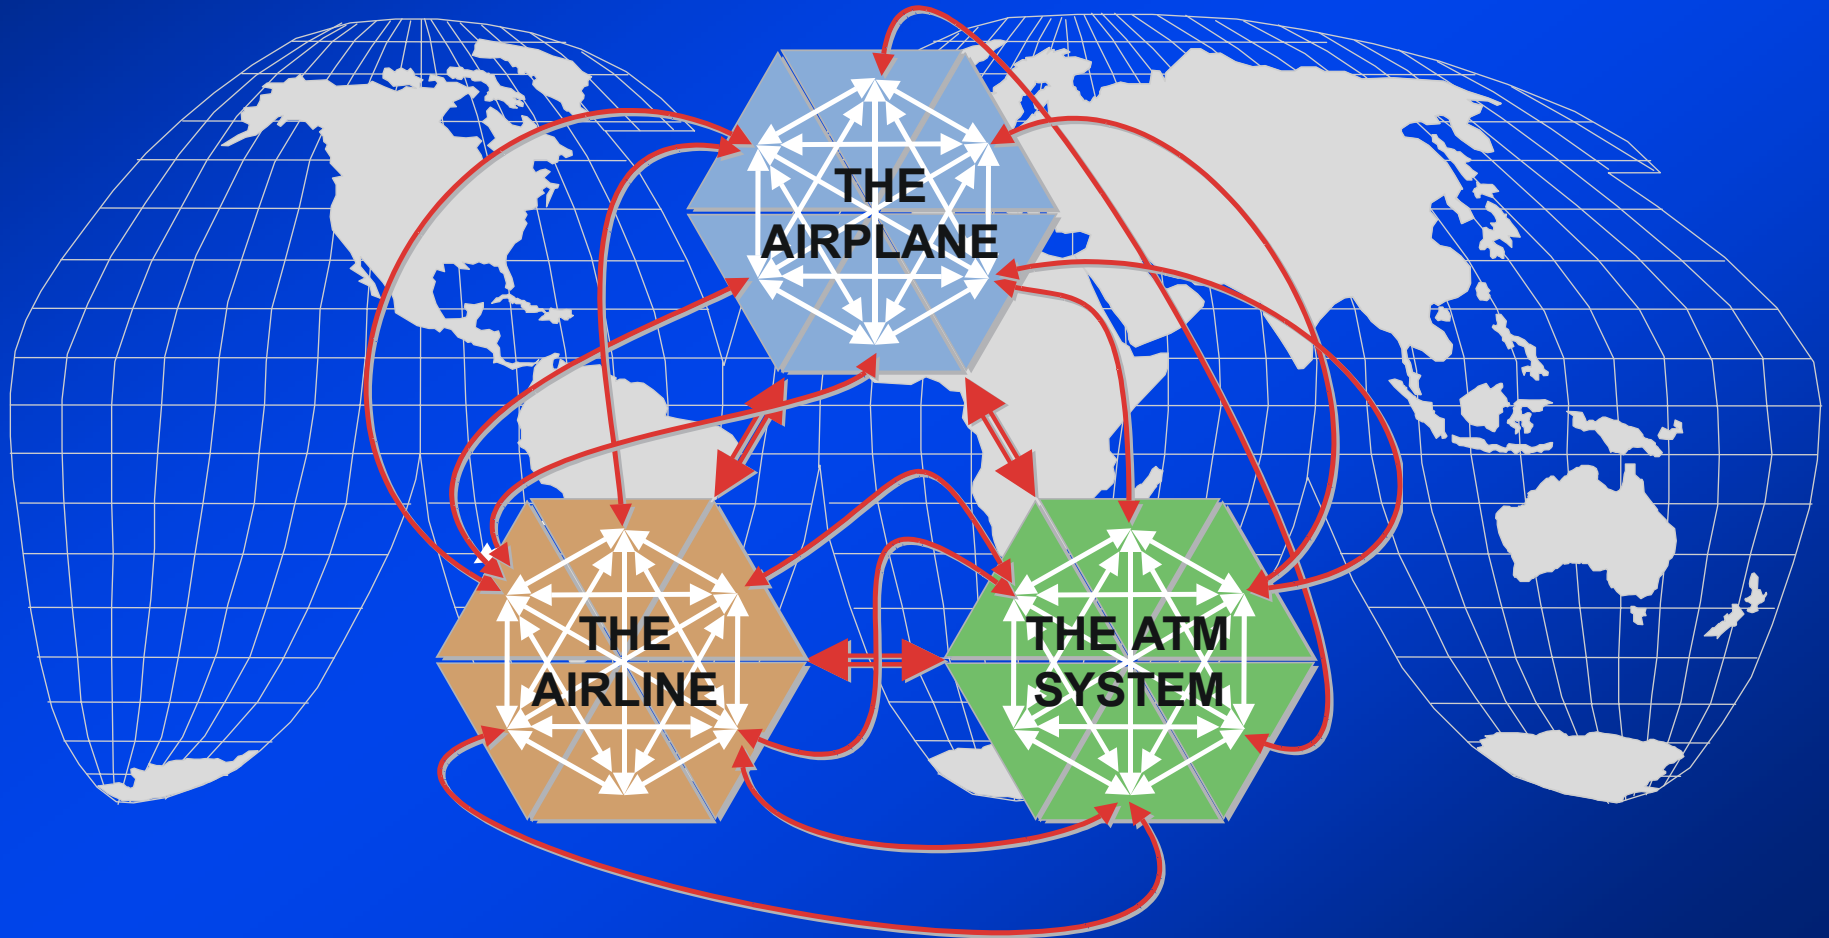 THE
AIRPLANE
THE
AIRLINE
THE ATM
SYSTEM